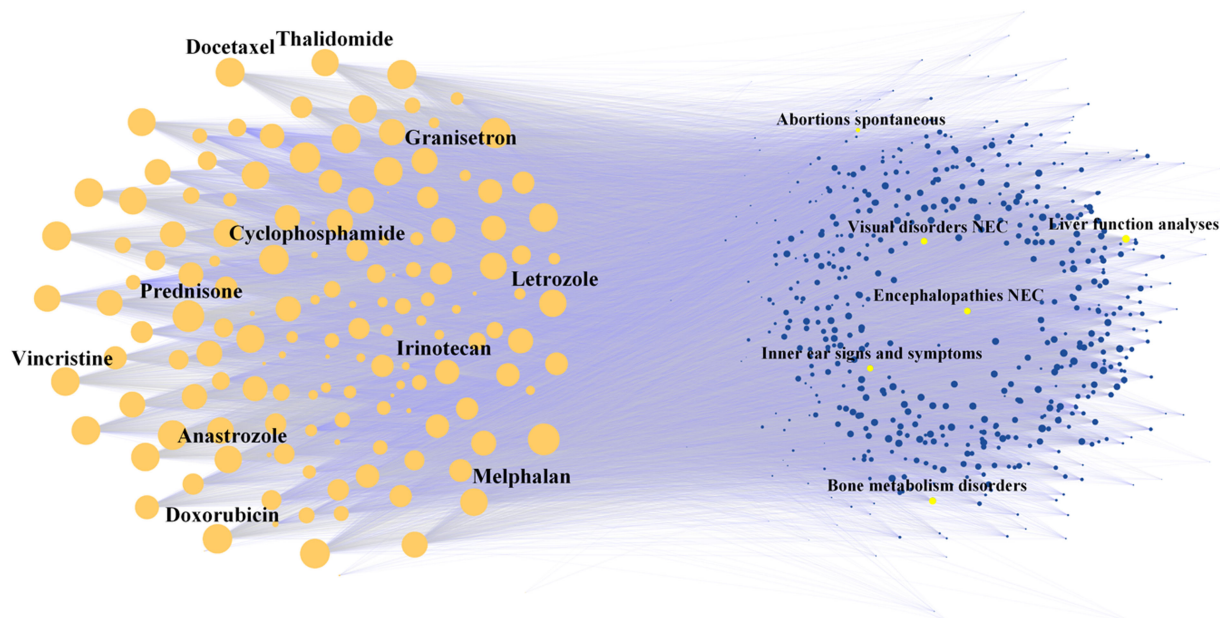 Docetaxel
Thalidomide
Granisetron
Cyclophosphamide
Letrozole
Prednisone
Irinotecan
Vincristine
Anastrozole
Melphalan
Doxorubicin
Abortions spontaneous
Visual disorders NEC
Liver function analyses
Encephalopathies NEC
Inner ear signs and symptoms
Bone metabolism disorders